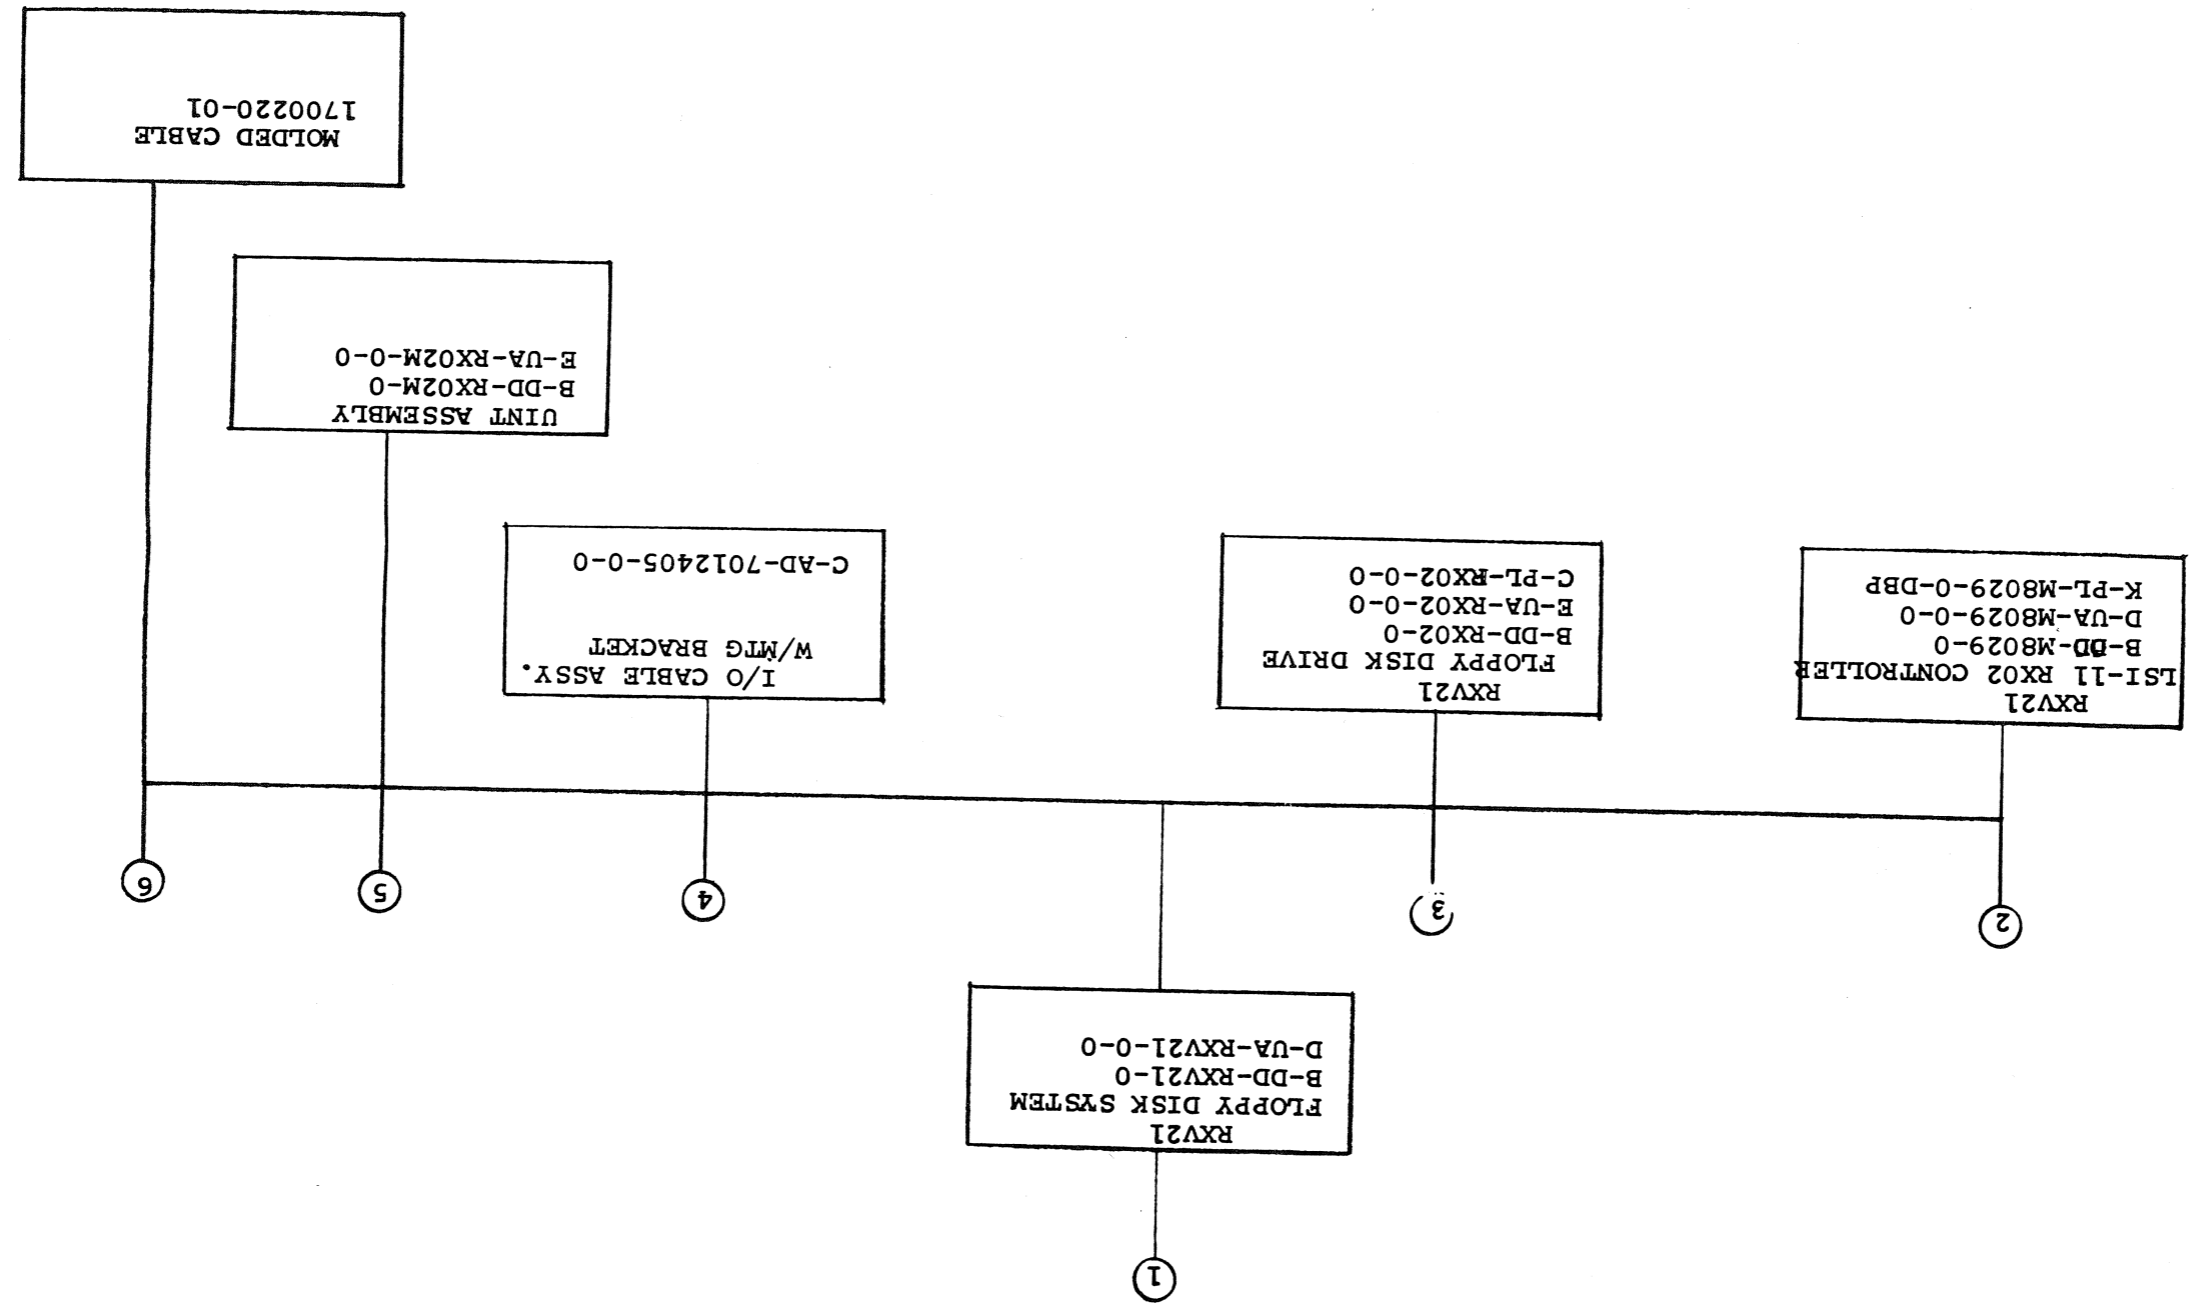 1
RXV21
FLOPPY DISK SYSTEM
B-DD-RXV21-0
D-UA-RXV21-0-0
2
RXV21
LSI-11 RX02 CONTROLLER
B-DD-M8029-0
D-UA-M8029-0-0
K-PL-M8029-0-DBP
3
RXV21
FLOPPY DISK DRIVE
B-DD-RX02-0
E-UA-RX02-0-0
C-PL-RX02-0-0
4
I/O CABLE ASSY.
W/MTG BRACKET
C-AD-7012405-0-0
5
UINT ASSEMBLY
B-DD-RX02M-0
E-UA-RX02M-0-0
6
MOLDED CABLE
1700220-01